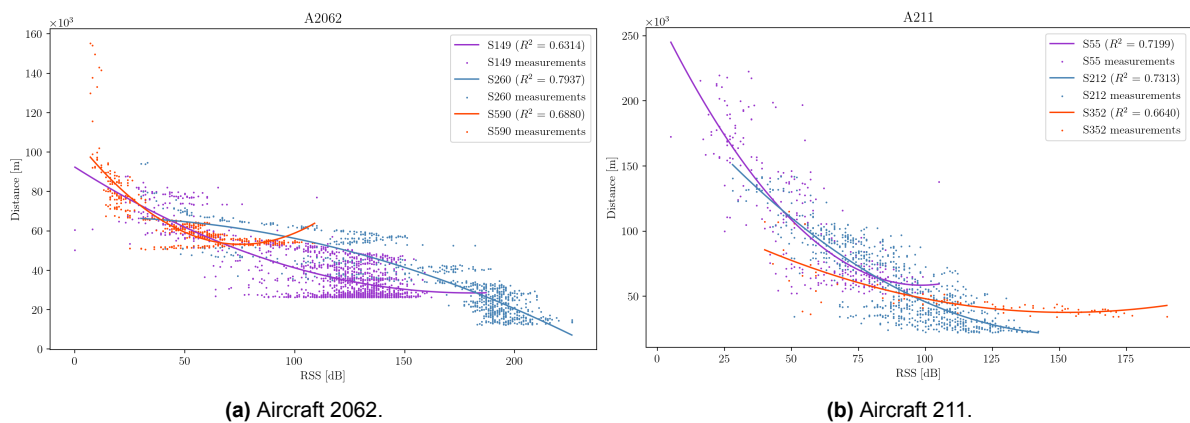 A2062
×10³
160
140
120
100
80
60
40
20
0
Distance [m]
0
50
100
150
200
RSS [dB]
S149 (R² = 0.6314)
S149 measurements
S260 (R² = 0.7937)
S260 measurements
S590 (R² = 0.6880)
S590 measurements
(a) Aircraft 2062.
A211
×10³
250
200
150
100
50
Distance [m]
0
25
50
75
100
125
150
175
RSS [dB]
S55 (R² = 0.7199)
S55 measurements
S212 (R² = 0.7313)
S212 measurements
S352 (R² = 0.6640)
S352 measurements
(b) Aircraft 211.